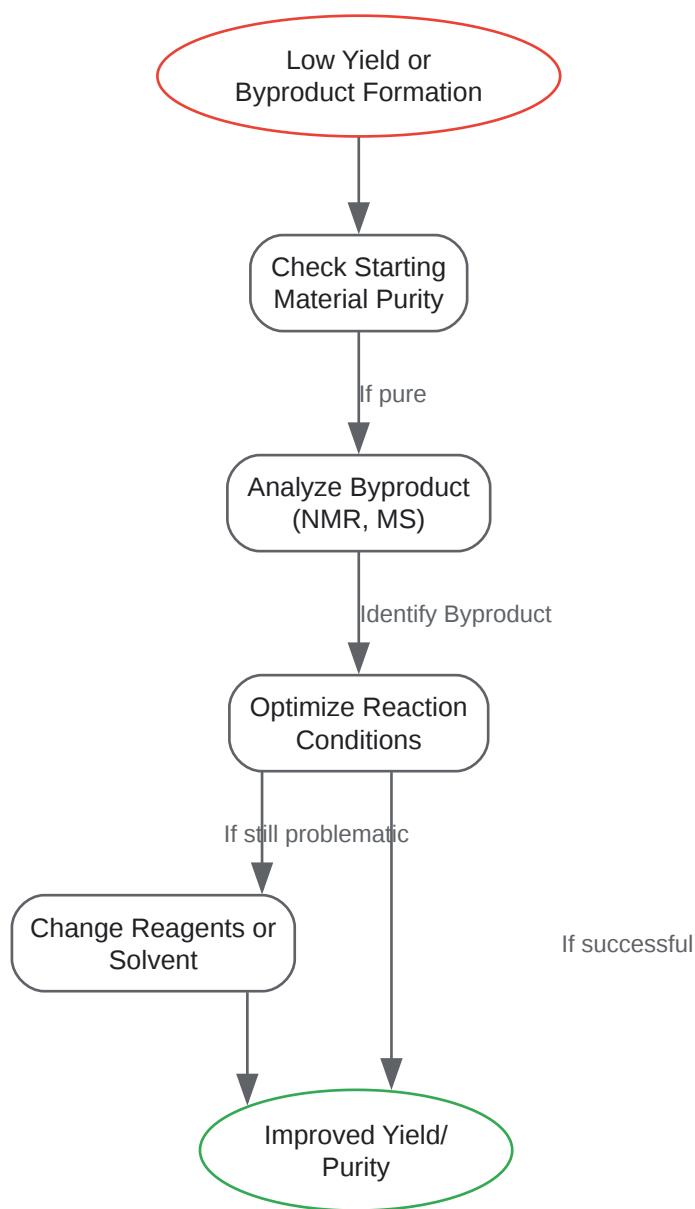 Low Yield or
Byproduct Formation
Check Starting
Material Purity
If pure
Analyze Byproduct
(NMR, MS)
Identify Byproduct
Optimize Reaction
Conditions
If still problematic
Change Reagents or
Solvent
If successful
Improved Yield/
Purity